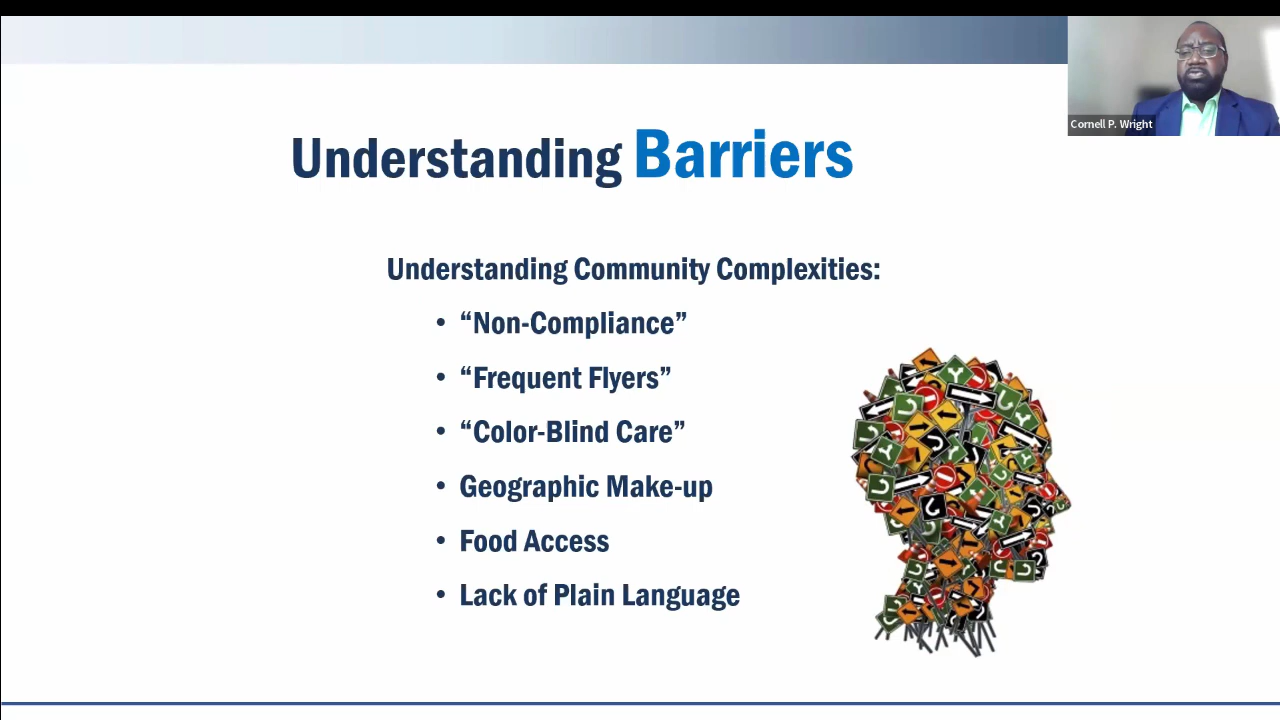 Cornell P. Wright
Understanding Barriers
Understanding Community Complexities:
• “Non-Compliance”
• “Frequent Flyers”
• “Color-Blind Care”
• Geographic Make-up
• Food Access
• Lack of Plain Language